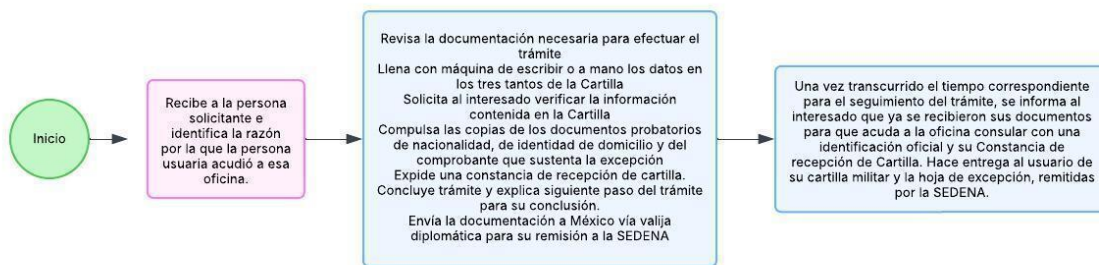 Inicio
Recibe a la persona
solicitante e
identifica la razón
por la que la persona
usuaria acudió a esa
oficina.
Revisa la documentación necesaria para efectuar el
trámite
Llena con máquina de escribir o a mano los datos en
los tres tantos de la Cartilla
Solicita al interesado verificar la información
contenida en la Cartilla
Compulsa las copias de los documentos probatorios
de nacionalidad, de identidad de domicilio y del
comprobante que sustenta la excepción
Expide una constancia de recepción de cartilla.
Concluye trámite y explica siguiente paso del trámite
para su conclusión.
Envía la documentación a México vía valija
diplomática para su remisión a la SEDENA
Una vez transcurrido el tiempo correspondiente
para el seguimiento del trámite, se informa al
interesado que ya se recibieron sus documentos
para que acuda a la oficina consular con una
identificación oficial y su Constancia de
recepción de Cartilla. Hace entrega al usuario de
su cartilla militar y la hoja de excepción, remitidas
por la SEDENA.